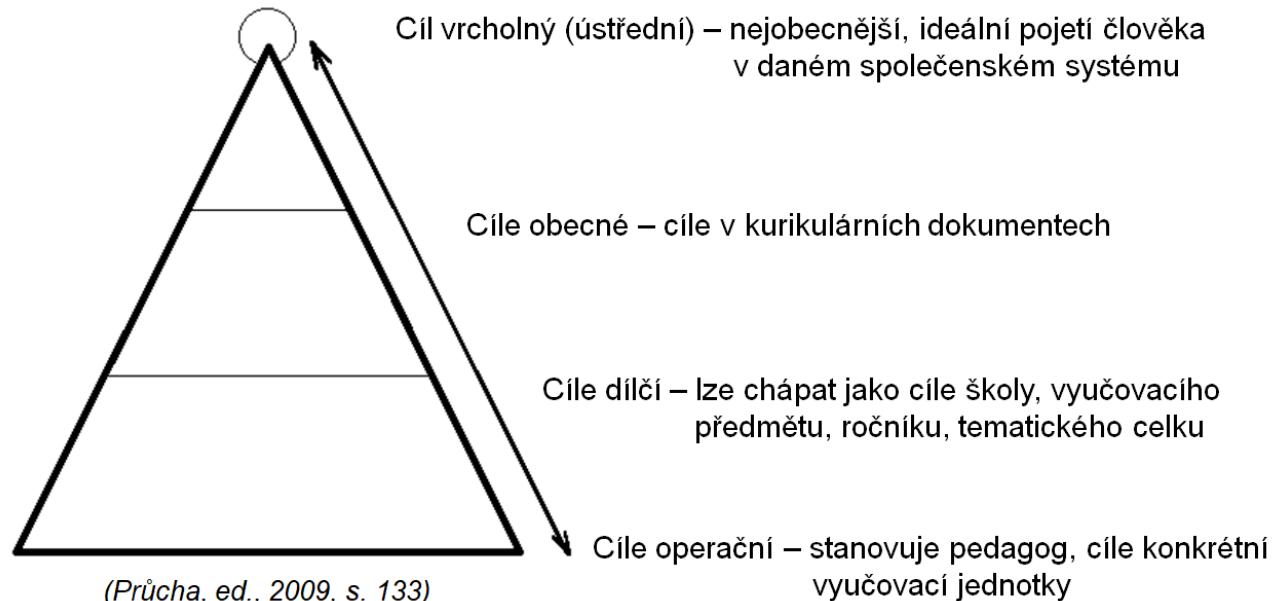 Cíl vrcholný (ústřední) – nejobecnější, ideální pojetí člověka
v daném společenském systému
Cíle obecné – cíle v kurikulárních dokumentech
Cíle dílčí – lze chápat jako cíle školy, vyučovacího
předmětu, ročníku, tematického celku
Cíle operační – stanovuje pedagog, cíle konkrétní
vyučovací jednotky
(Průcha, ed., 2009, s. 133)